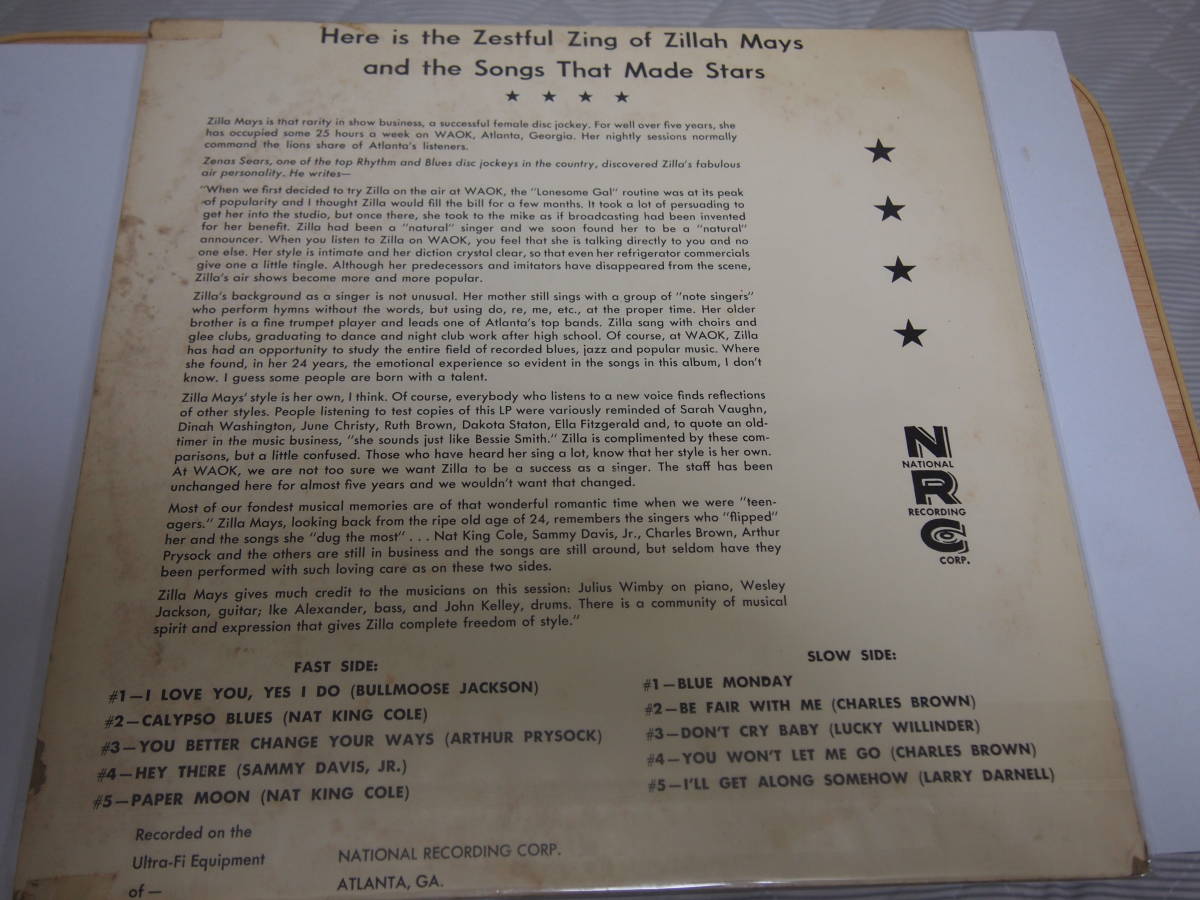 Here is the Zestful Zing of Zillah Mays
and the Songs That Made Stars
Zilla Mays is that rarity in show business, a successful female disc jockey. For well over five years, she
has occupied some 25 hours a week on WAOK, Atlanta, Georgia. Her nightly sessions normally
command the lions share of Atlanta's listeners.
Zenas Sears, one of the top Rhythm and Blues disc jockeys in the country, discovered Zilla's fabulous
air personality. He writes—
"When we first decided to try Zilla on the air at WAOK, the "Lonesome Gal" routine was at its peak
of popularity and I thought Zilla would fill the bill for a few months. It took a lot of persuading to
get her into the studio, but once there, she took to the mike as if broadcasting had been invented
for her benefit. Zilla had been a "natural" singer and we soon found her to be a "natural"
announcer. When you listen to Zilla on WAOK, you feel that she is talking directly to you and no
one else. Her style is intimate and her diction crystal clear, so that even her refrigerator commercials
give one a little tingle. Although her predecessors and imitators have disappeared from the scene,
Zilla's air shows become more and more popular.
Zilla's background as a singer is not unusual. Her mother still sings with a group of "note singers"
who perform hymns without the words, but using do, re, me, etc., at the proper time. Her older
brother is a fine trumpet player and leads one of Atlanta's top bands. Zilla sang with choirs and
glee clubs, graduating to dance and night club work after high school. Of course, at WAOK, Zilla
has had an opportunity to study the entire field of recorded blues, jazz and popular music. Where
she found, in her 24 years, the emotional experience so evident in the songs in this album, I don't
know. I guess some people are born with a talent.
Zilla Mays' style is her own, I think. Of course, everybody who listens to a new voice finds reflections
of other styles. People listening to test copies of this LP were variously reminded of Sarah Vaughn,
Dinah Washington, June Christy, Ruth Brown, Dakota Staton, Ella Fitzgerald and, to quote an old-
timer in the music business, "she sounds just like Bessie Smith." Zilla is complimented by these com-
parisons, but a little confused. Those who have heard her sing a lot, know that her style is her own.
At WAOK, we are not too sure we want Zilla to be a success as a singer. The staff has been
unchanged here for almost five years and we wouldn't want that changed.
Most of our fondest musical memories are of that wonderful romantic time when we were "teen-
agers." Zilla Mays, looking back from the ripe old age of 24, remembers the singers who "flipped"
her and the songs she "dug the most" . . . Nat King Cole, Sammy Davis, Jr., Charles Brown, Arthur
Prysock and the others are still in business and the songs are still around, but seldom have they
been performed with such loving care as on these two sides.
Zilla Mays gives much credit to the musicians on this session: Julius Wimby on piano, Wesley
Jackson, guitar; Ike Alexander, bass, and John Kelley, drums. There is a community of musical
spirit and expression that gives Zilla complete freedom of style."
NRC
NATIONAL
RECORDING
CORP.
FAST SIDE:
#1—I LOVE YOU, YES I DO (BULLMOOSE JACKSON)
#2—CALYPSO BLUES (NAT KING COLE)
#3—YOU BETTER CHANGE YOUR WAYS (ARTHUR PRYSOCK)
#4—HEY THERE (SAMMY DAVIS, JR.)
#5—PAPER MOON (NAT KING COLE)
SLOW SIDE:
#1—BLUE MONDAY
#2—BE FAIR WITH ME (CHARLES BROWN)
#3—DON'T CRY BABY (LUCKY WILLINDER)
#4—YOU WON'T LET ME GO (CHARLES BROWN)
#5—I'LL GET ALONG SOMEHOW (LARRY DARNELL)
Recorded on the
Ultra-Fi Equipment
of—
NATIONAL RECORDING CORP.
ATLANTA, GA.